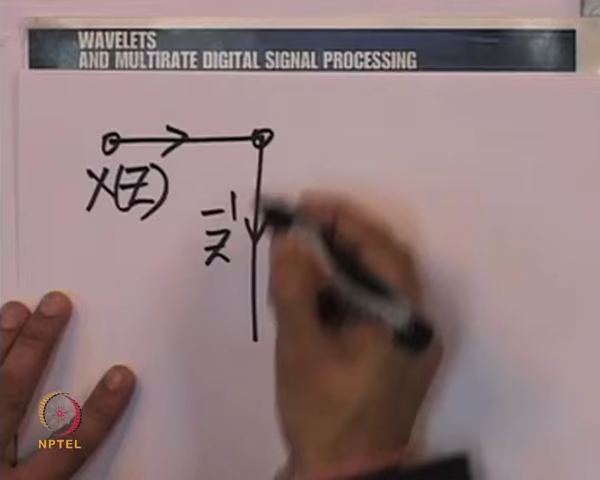 WAVELETS
AND MULTIRATE DIGITAL SIGNAL PROCESSING
X(Z)
z⁻¹
NPTEL